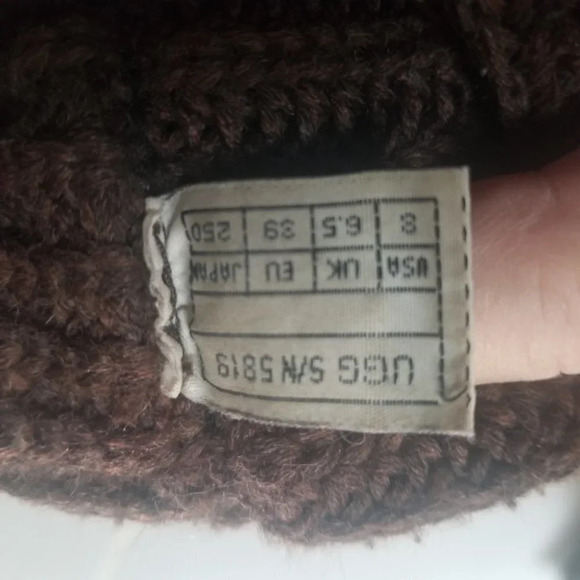 UGG S/N 5819
USA UK EU JAPAN
8 6.5 39 250